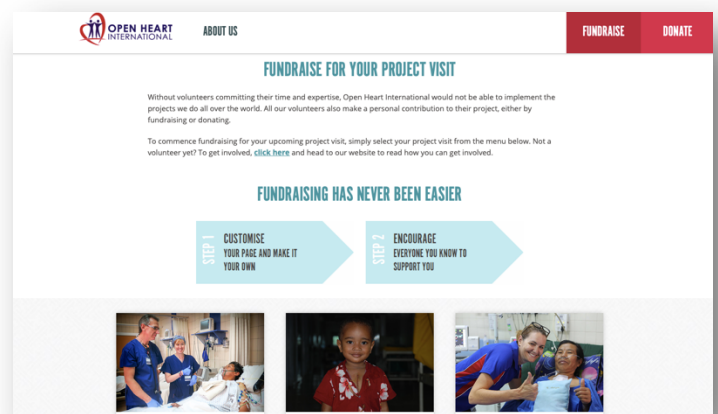 OPEN HEART
INTERNATIONAL
ABOUT US
FUNDRAISE
DONATE
FUNDRAISE FOR YOUR PROJECT VISIT
Without volunteers committing their time and expertise, Open Heart International would not be able to implement the
projects we do all over the world. All our volunteers also make a personal contribution to their project, either by
fundraising or donating.
To commence fundraising for your upcoming project visit, simply select your project visit from the menu below. Not a
volunteer yet? To get involved, click here and head to our website to read how you can get involved.
FUNDRAISING HAS NEVER BEEN EASIER
STEP 1
CUSTOMISE
YOUR PAGE AND MAKE IT
YOUR OWN
STEP 2
ENCOURAGE
EVERYONE YOU KNOW TO
SUPPORT YOU